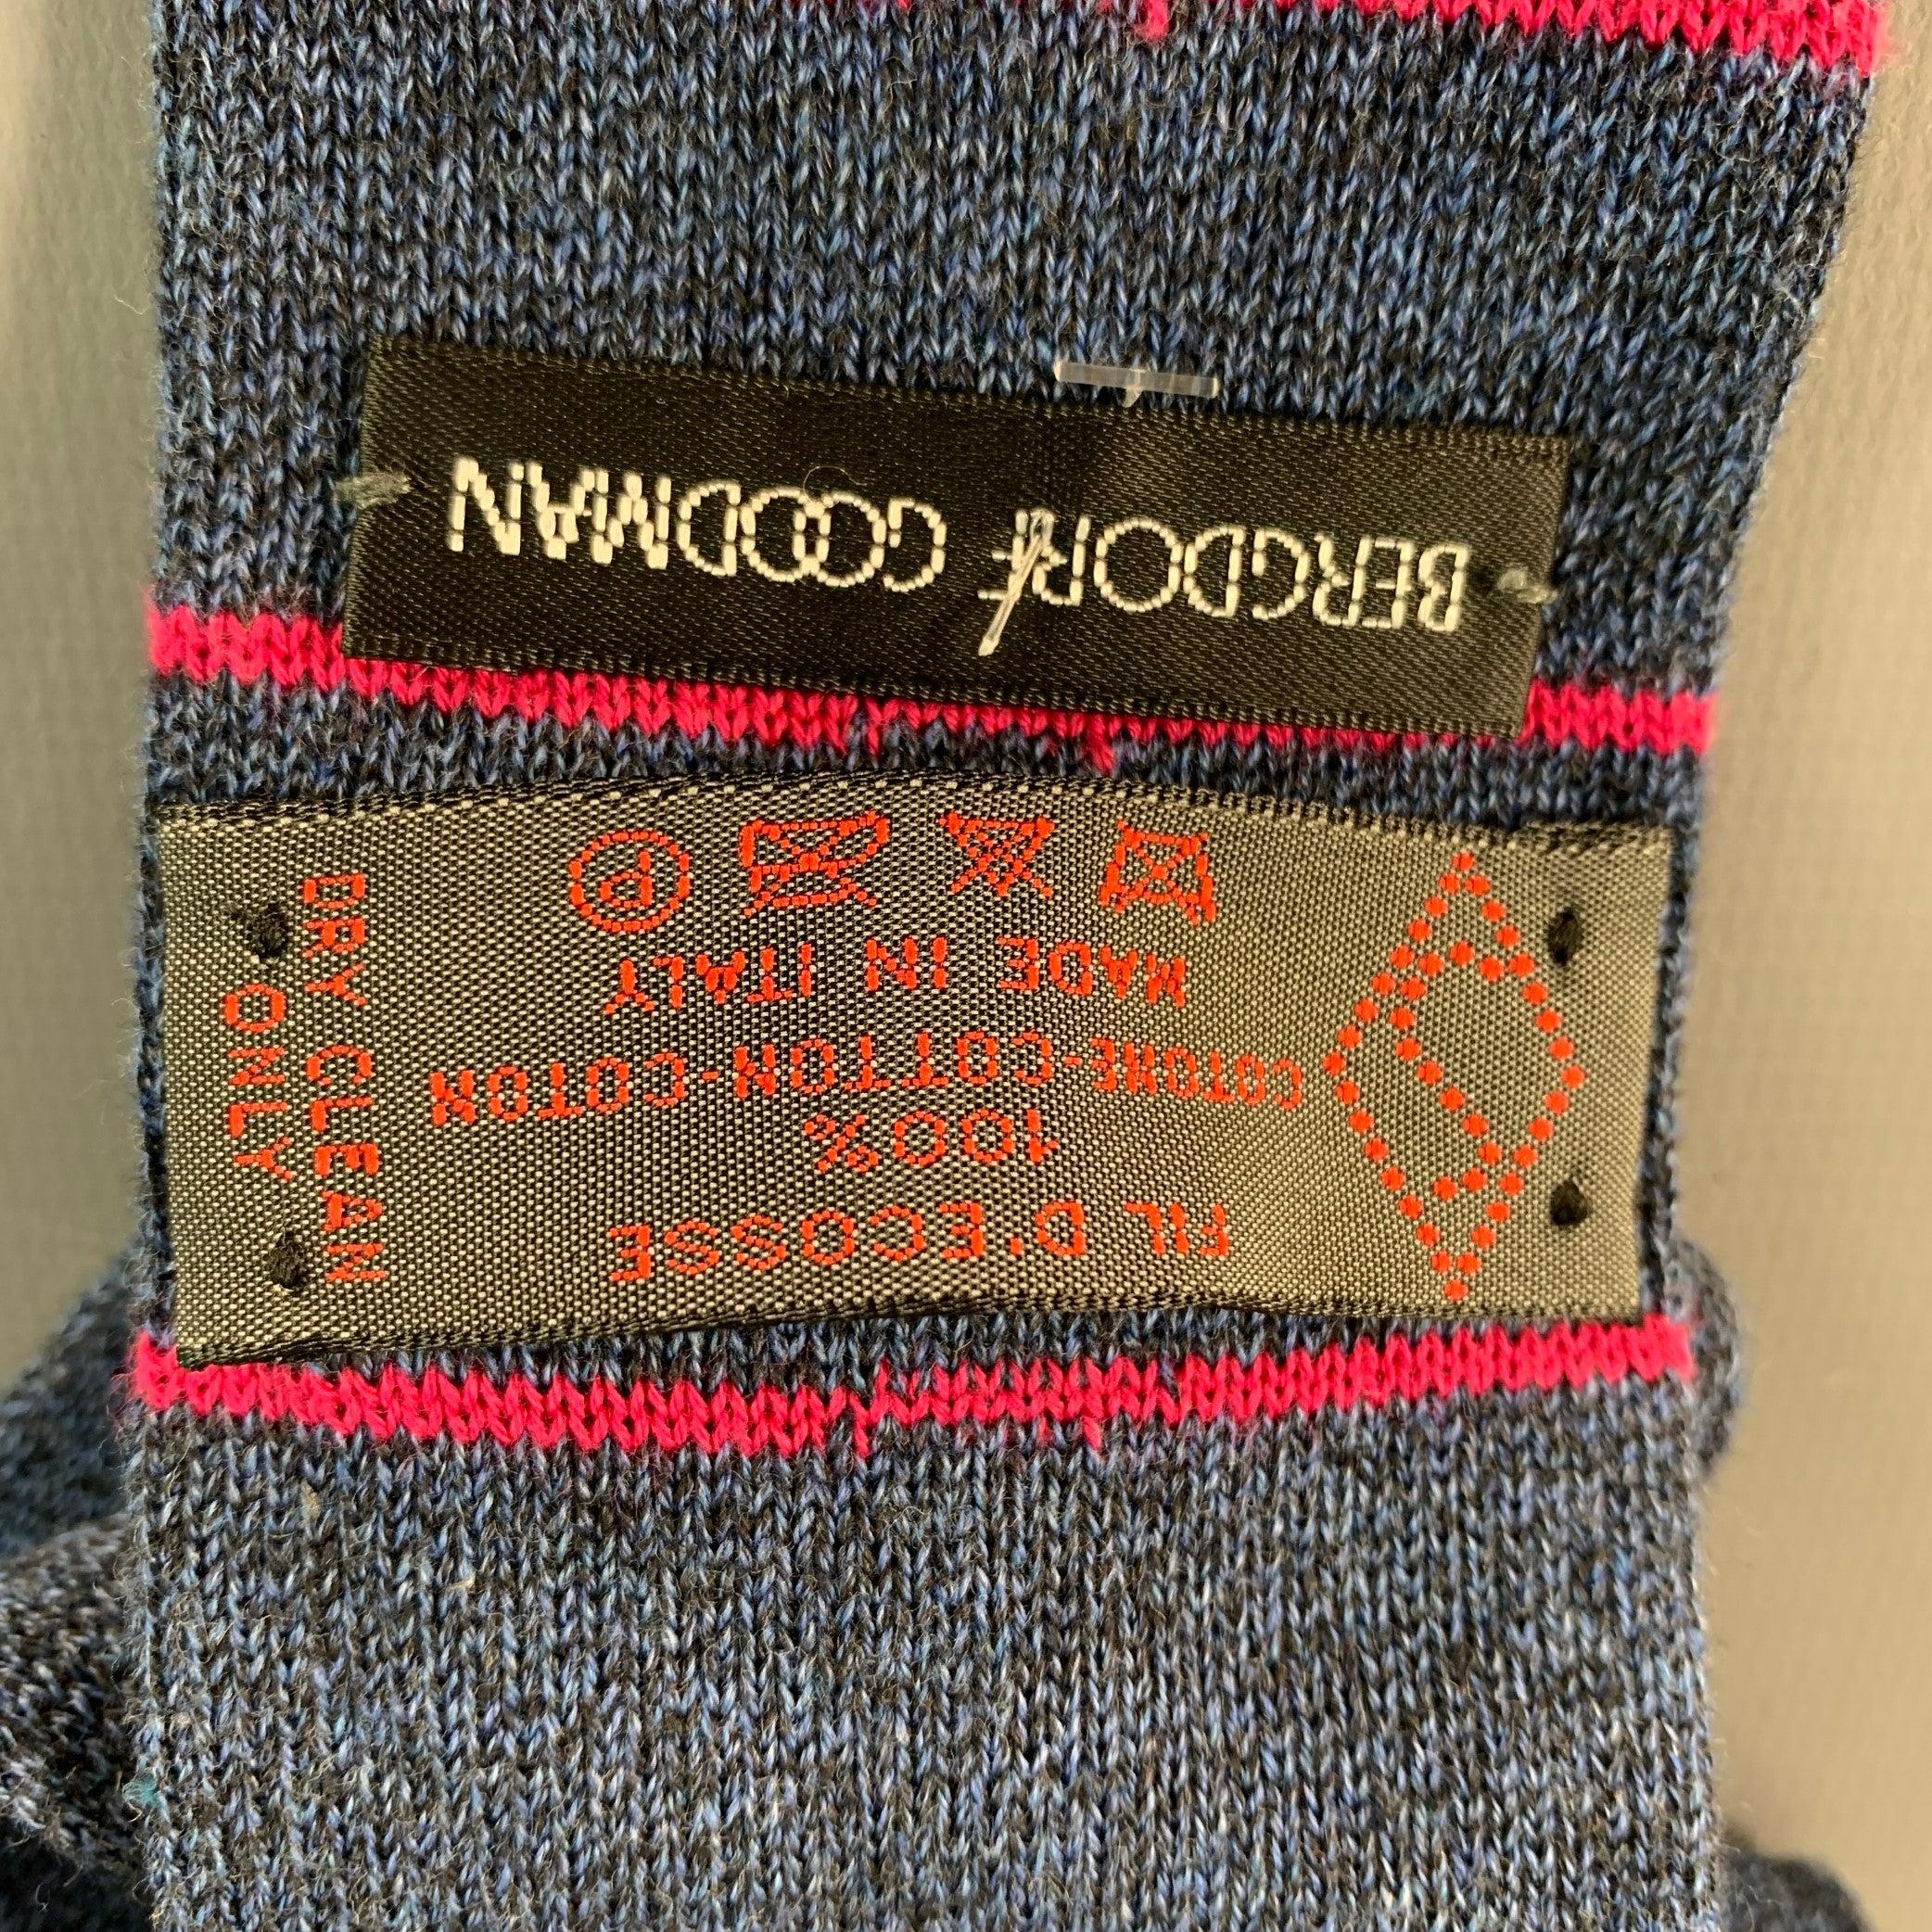 FIL D'ECOSSE
100%
COTONE-COTTON-COTON
MADE IN ITALY
P
DRY CLEAN
ONLY
BERGDORF GOODMAN